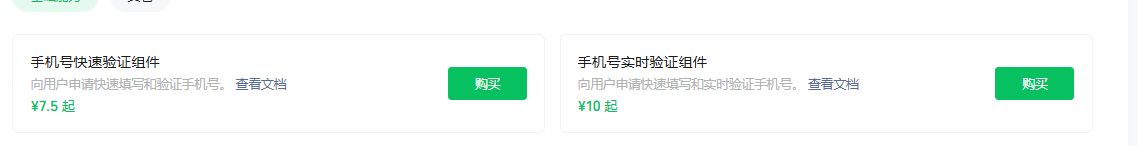 手机号快速验证组件
向用户申请快速填写和验证手机号。 查看文档
¥7.5 起
购买
手机号实时验证组件
向用户申请快速填写和实时验证手机号。 查看文档
¥10 起
购买